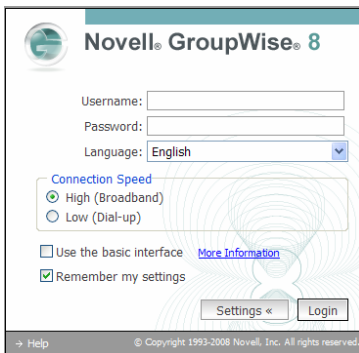 Novell® GroupWise® 8
Username:
Password:
Language: English
Connection Speed
High (Broadband)
Low (Dial-up)
Use the basic interface More Information
Remember my settings
Settings « Login
→ Help © Copyright 1993-2008 Novell, Inc. All rights reserved.